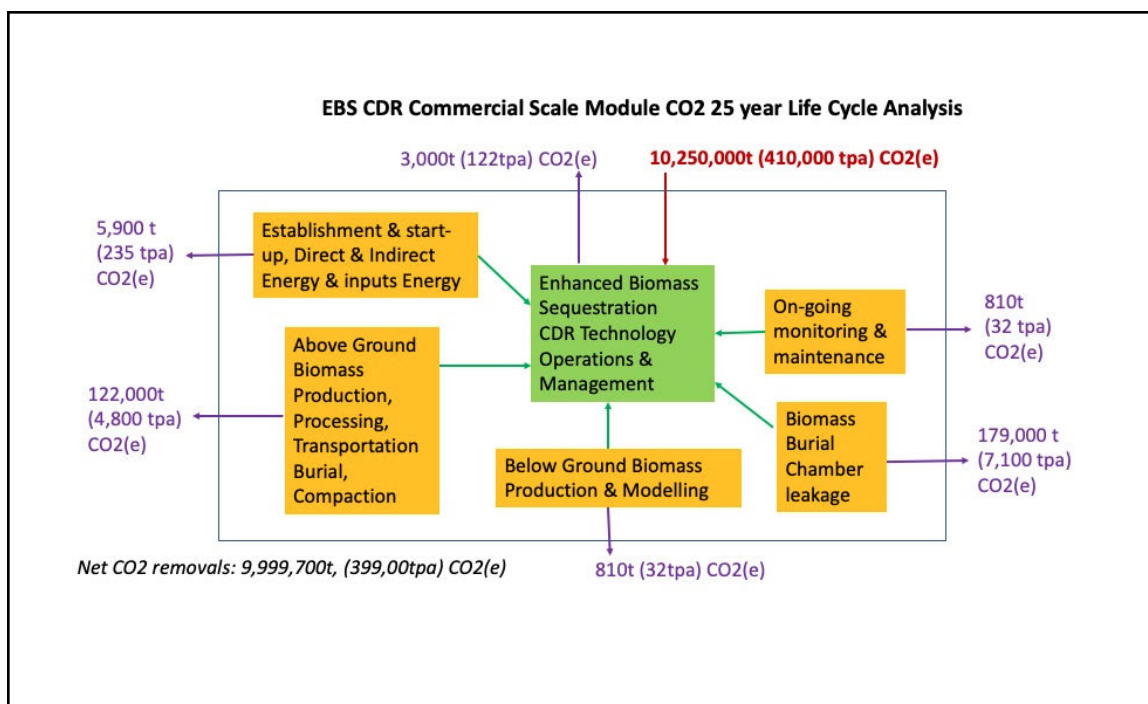 EBS CDR Commercial Scale Module CO2 25 year Life Cycle Analysis
3,000t (122tpa) CO2(e)
10,250,000t (410,000 tpa) CO2(e)
5,900 t
(235 tpa)
CO2(e)
Establishment & start-
up, Direct & Indirect
Energy & inputs Energy
Enhanced Biomass
Sequestration
CDR Technology
Operations &
Management
On-going
monitoring &
maintenance
810t
(32 tpa)
CO2(e)
Above Ground
Biomass
Production,
Processing,
Transportation
Burial,
Compaction
122,000t
(4,800 tpa)
CO2(e)
Biomass
Burial
Chamber
leakage
179,000 t
(7,100 tpa)
CO2(e)
Below Ground Biomass
Production & Modelling
810t (32tpa) CO2(e)
Net CO2 removals: 9,999,700t, (399,00tpa) CO2(e)